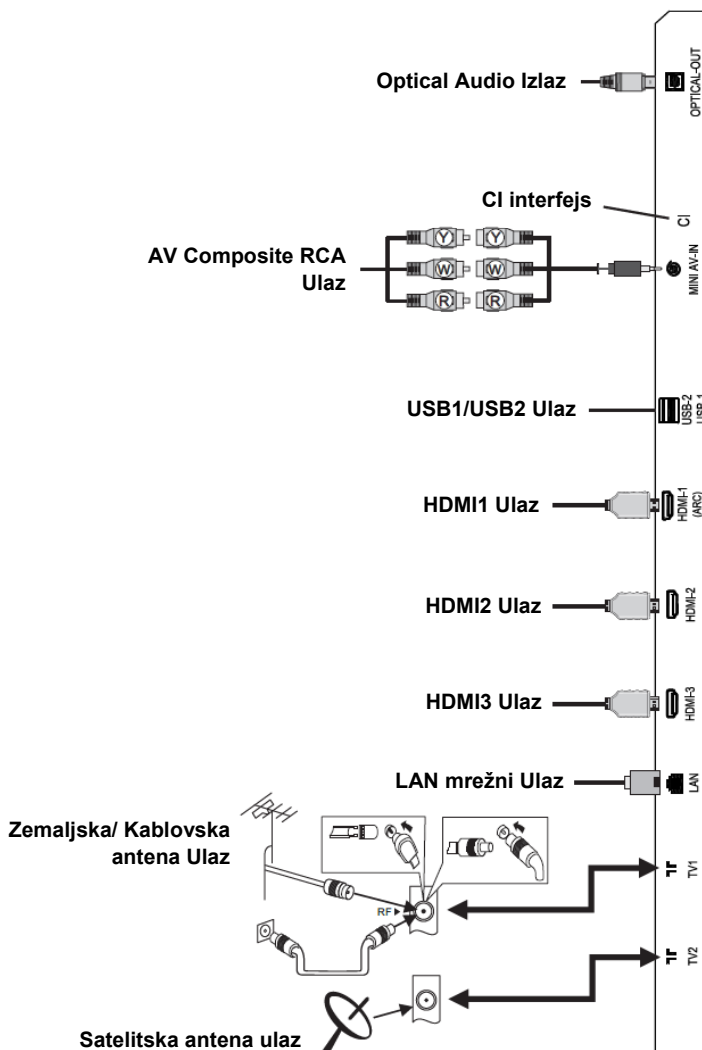 Optical Audio Izlaz
OPTICAL-OUT
CI interfejs
CI
AV Composite RCA
Ulaz
Y Y
W W
R R
MINI AV-IN
USB1/USB2 Ulaz
USB-2
USB-1
HDMI1 Ulaz
HDMI-1
(ARC)
HDMI2 Ulaz
HDMI-2
HDMI3 Ulaz
HDMI-3
LAN mrežni Ulaz
LAN
Zemaljska/ Kablovska
antena Ulaz
RF
TV1
TV2
Satelitska antena ulaz